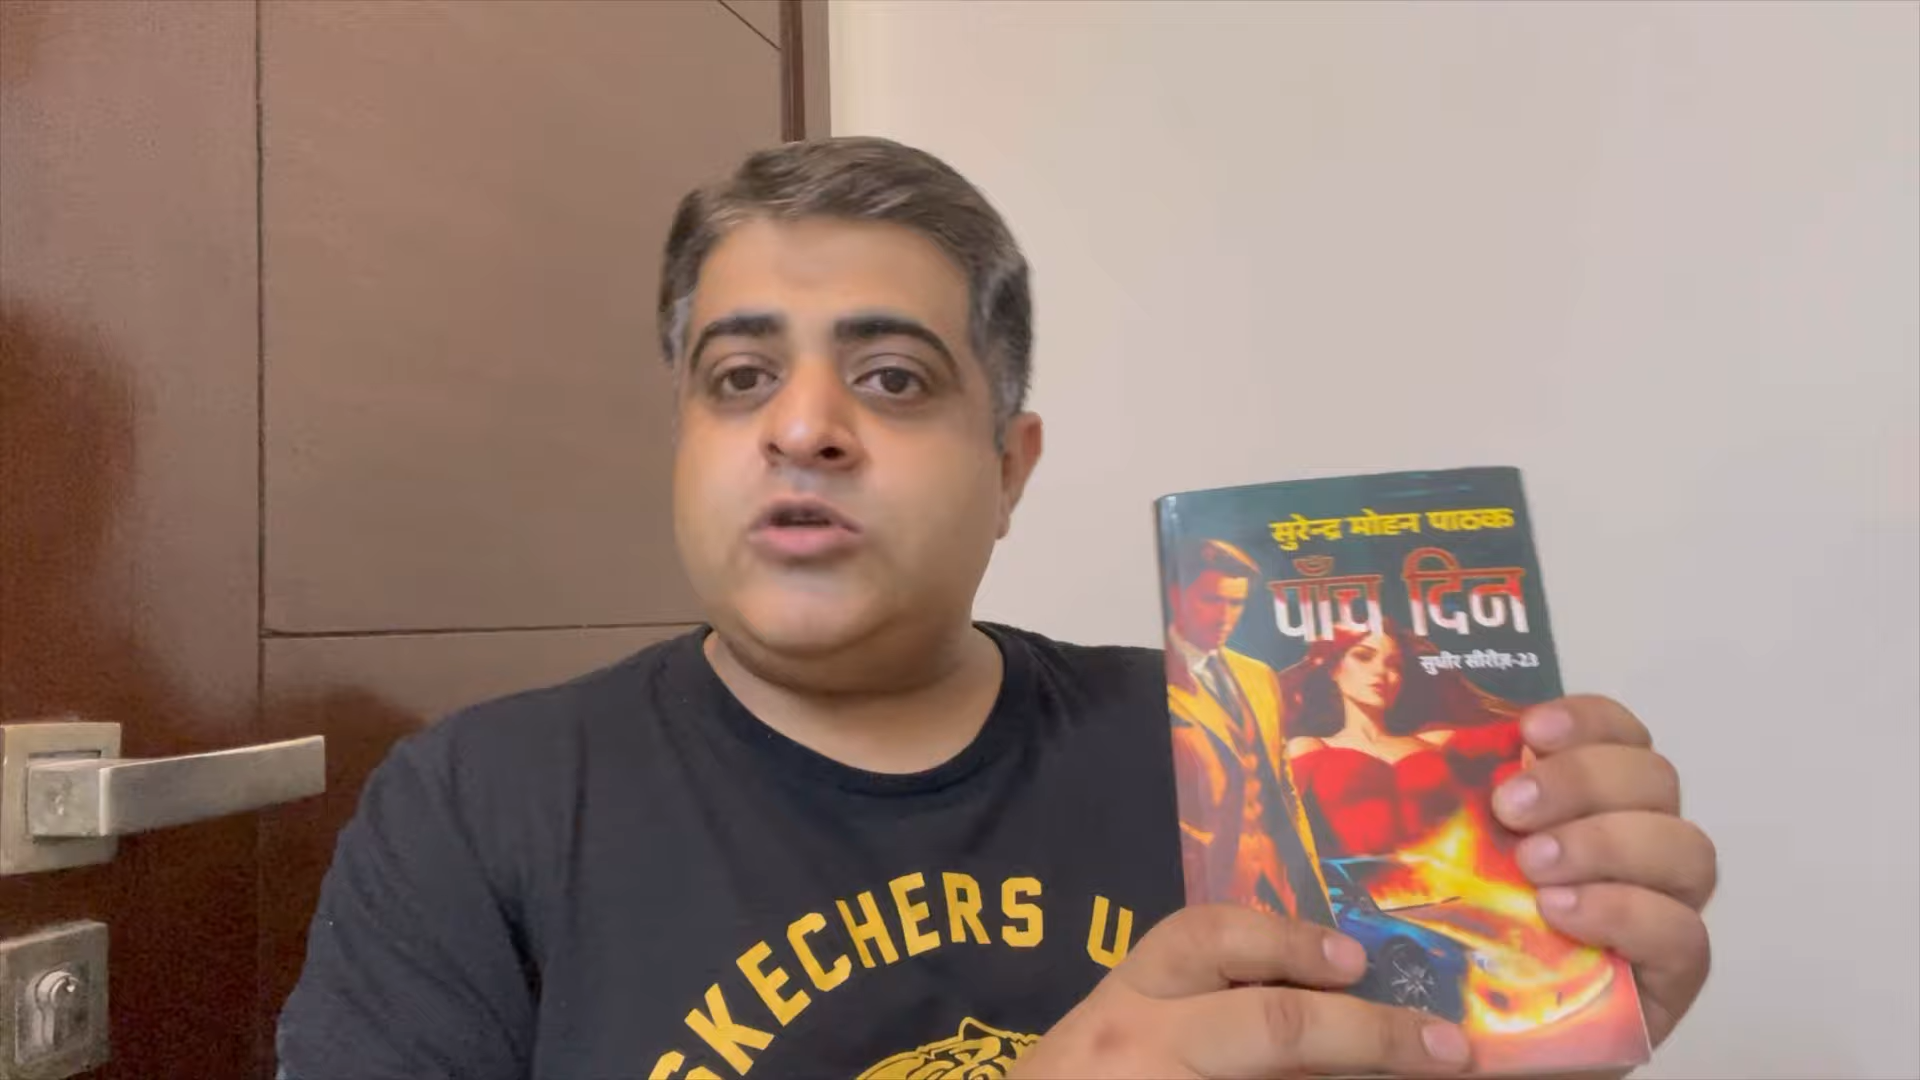 सुरेन्द्र मोहन पाठक
पाँच दिन
सुधीर सीरीज़-23
SKECHERS U